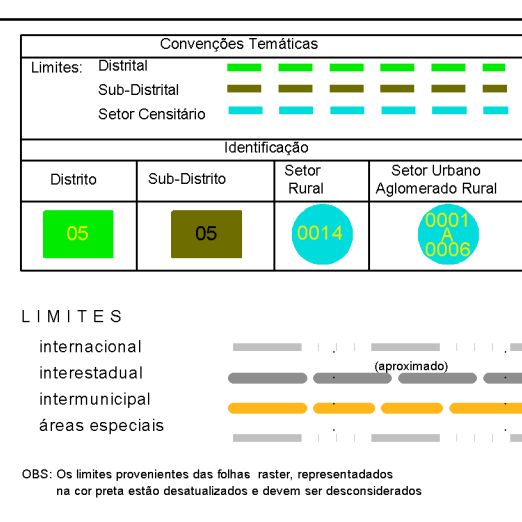 Convenções Temáticas
Limites: Distrital
Sub-Distrital
Setor Censitário
Identificação
Distrito
Sub-Distrito
Setor
Rural
Setor Urbano
Aglomerado Rural
05
05
0014
0001
A
0006
LIMITES
internacional
interestadual
(aproximado)
intermunicipal
áreas especiais
OBS: Os limites provenientes das folhas raster, representadados
na cor preta estão desatualizados e devem ser desconsiderados